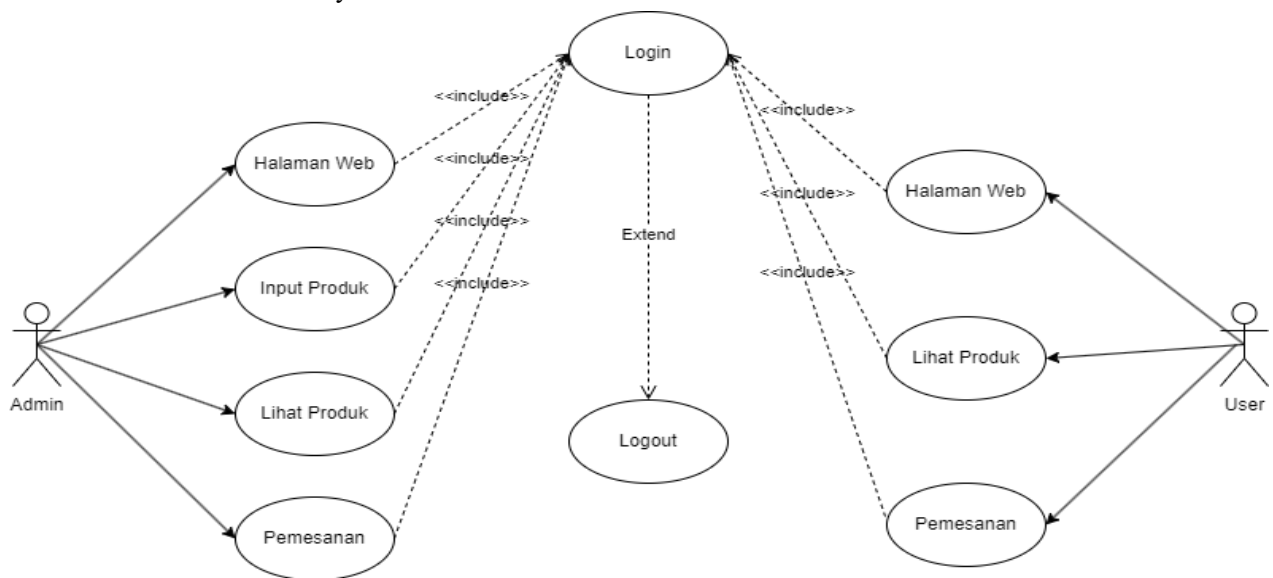 Login
<<include>>
<<include>>
Halaman Web
<<include>>
Halaman Web
<<include>>
<<include>>
Extend
<<include>>
<<include>>
Input Produk
Lihat Produk
Admin
Lihat Produk
User
Logout
Pemesanan
Pemesanan